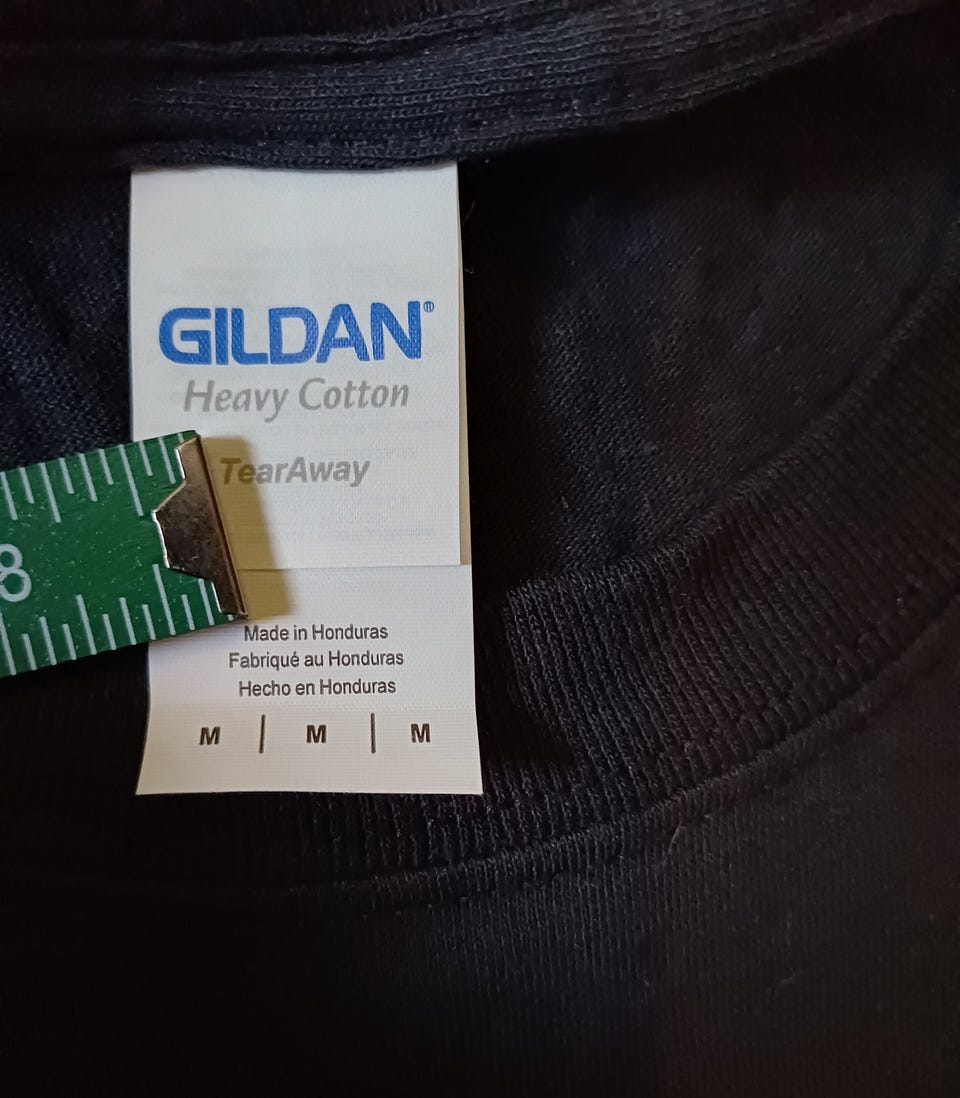 GILDAN®
Heavy Cotton
TearAway
8
Made in Honduras
Fabriqué au Honduras
Hecho en Honduras
M | M | M